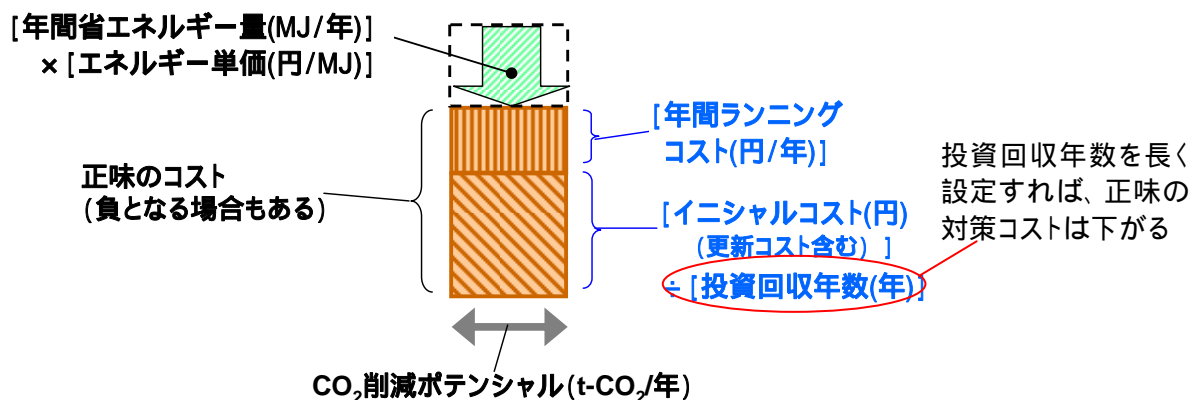 [年間省エネルギー量(MJ/年)]
×[エネルギー単価(円/MJ)]
正味のコスト
(負となる場合もある)
[年間ランニング
コスト(円/年)]
[イニシャルコスト(円)
(更新コスト含む) ]
÷[投資回収年数(年)]
投資回収年数を長く
設定すれば、正味の
対策コストは下がる
CO₂削減ポテンシャル(t-CO₂/年)